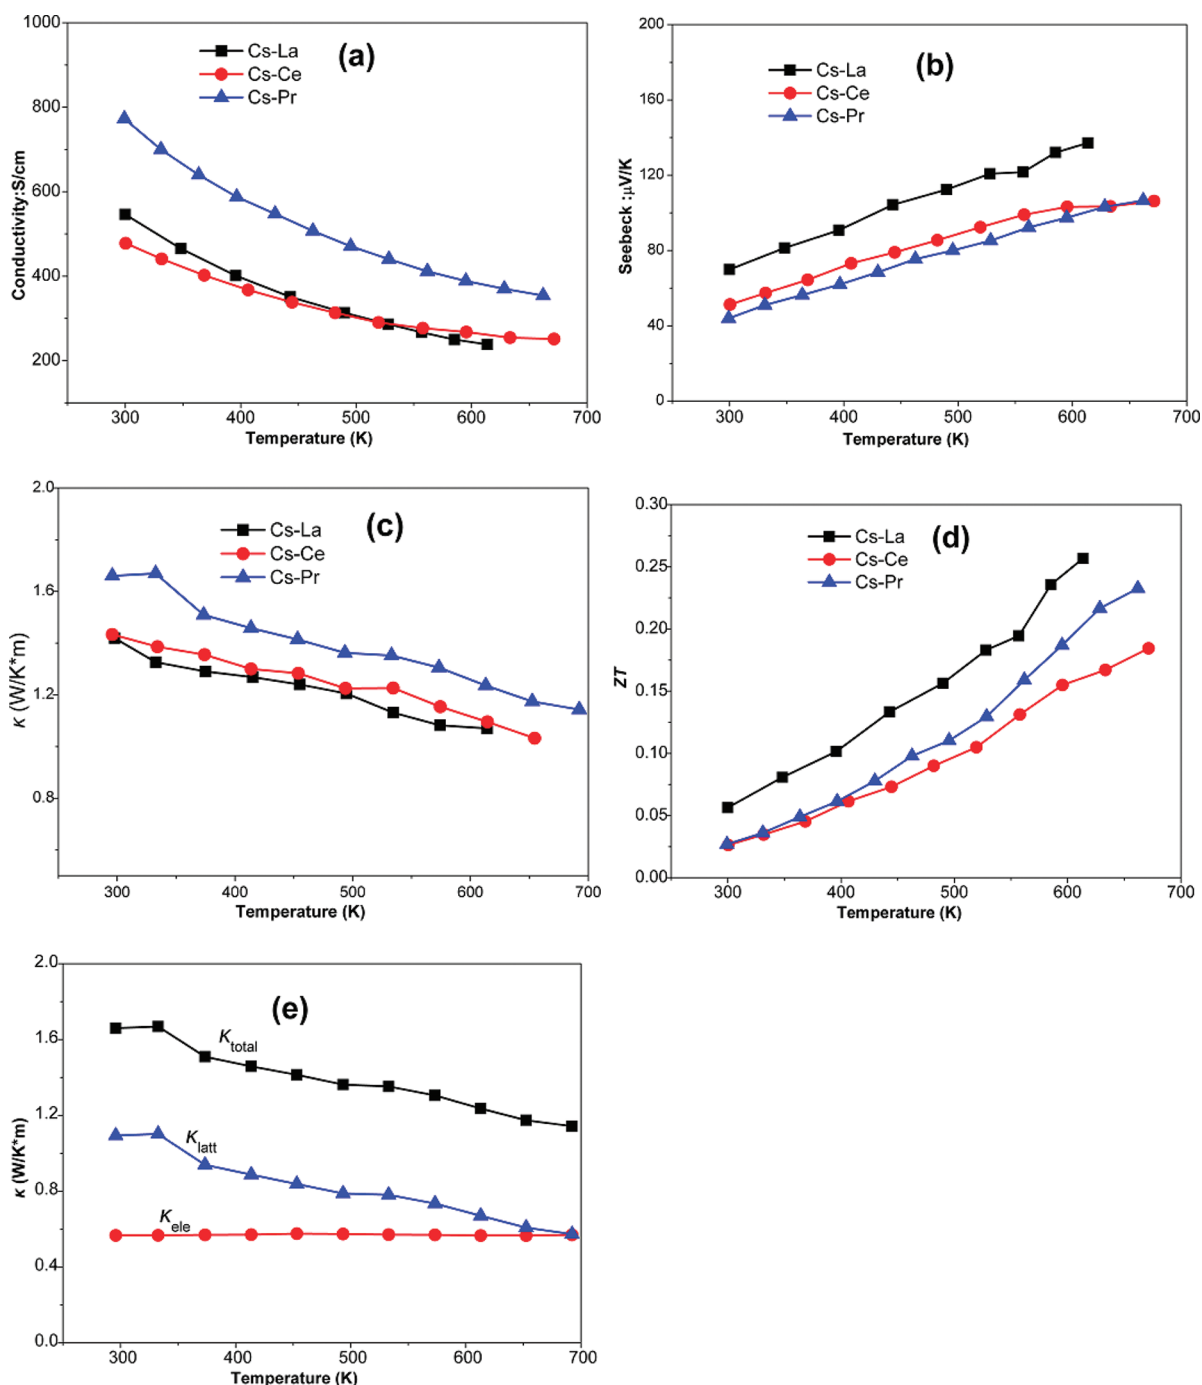 (a)
Cs-La
Cs-Ce
Cs-Pr
1000
800
600
400
200
Conductivity:S/cm
300 400 500 600 700
Temperature (K)
(b)
Cs-La
Cs-Ce
Cs-Pr
200
160
120
80
40
0
Seebeck :μV/K
300 400 500 600 700
Temperature (K)
(c)
Cs-La
Cs-Ce
Cs-Pr
2.0
1.6
1.2
0.8
κ (W/K*m)
300 400 500 600 700
Temperature (K)
(d)
Cs-La
Cs-Ce
Cs-Pr
0.30
0.25
0.20
0.15
0.10
0.05
0.00
ZT
300 400 500 600 700
Temperature (K)
(e)
2.0
1.6
1.2
0.8
0.4
0.0
κ (W/K*m)
Κtotal
Κlatt
Κele
300 400 500 600 700
Temperature (K)